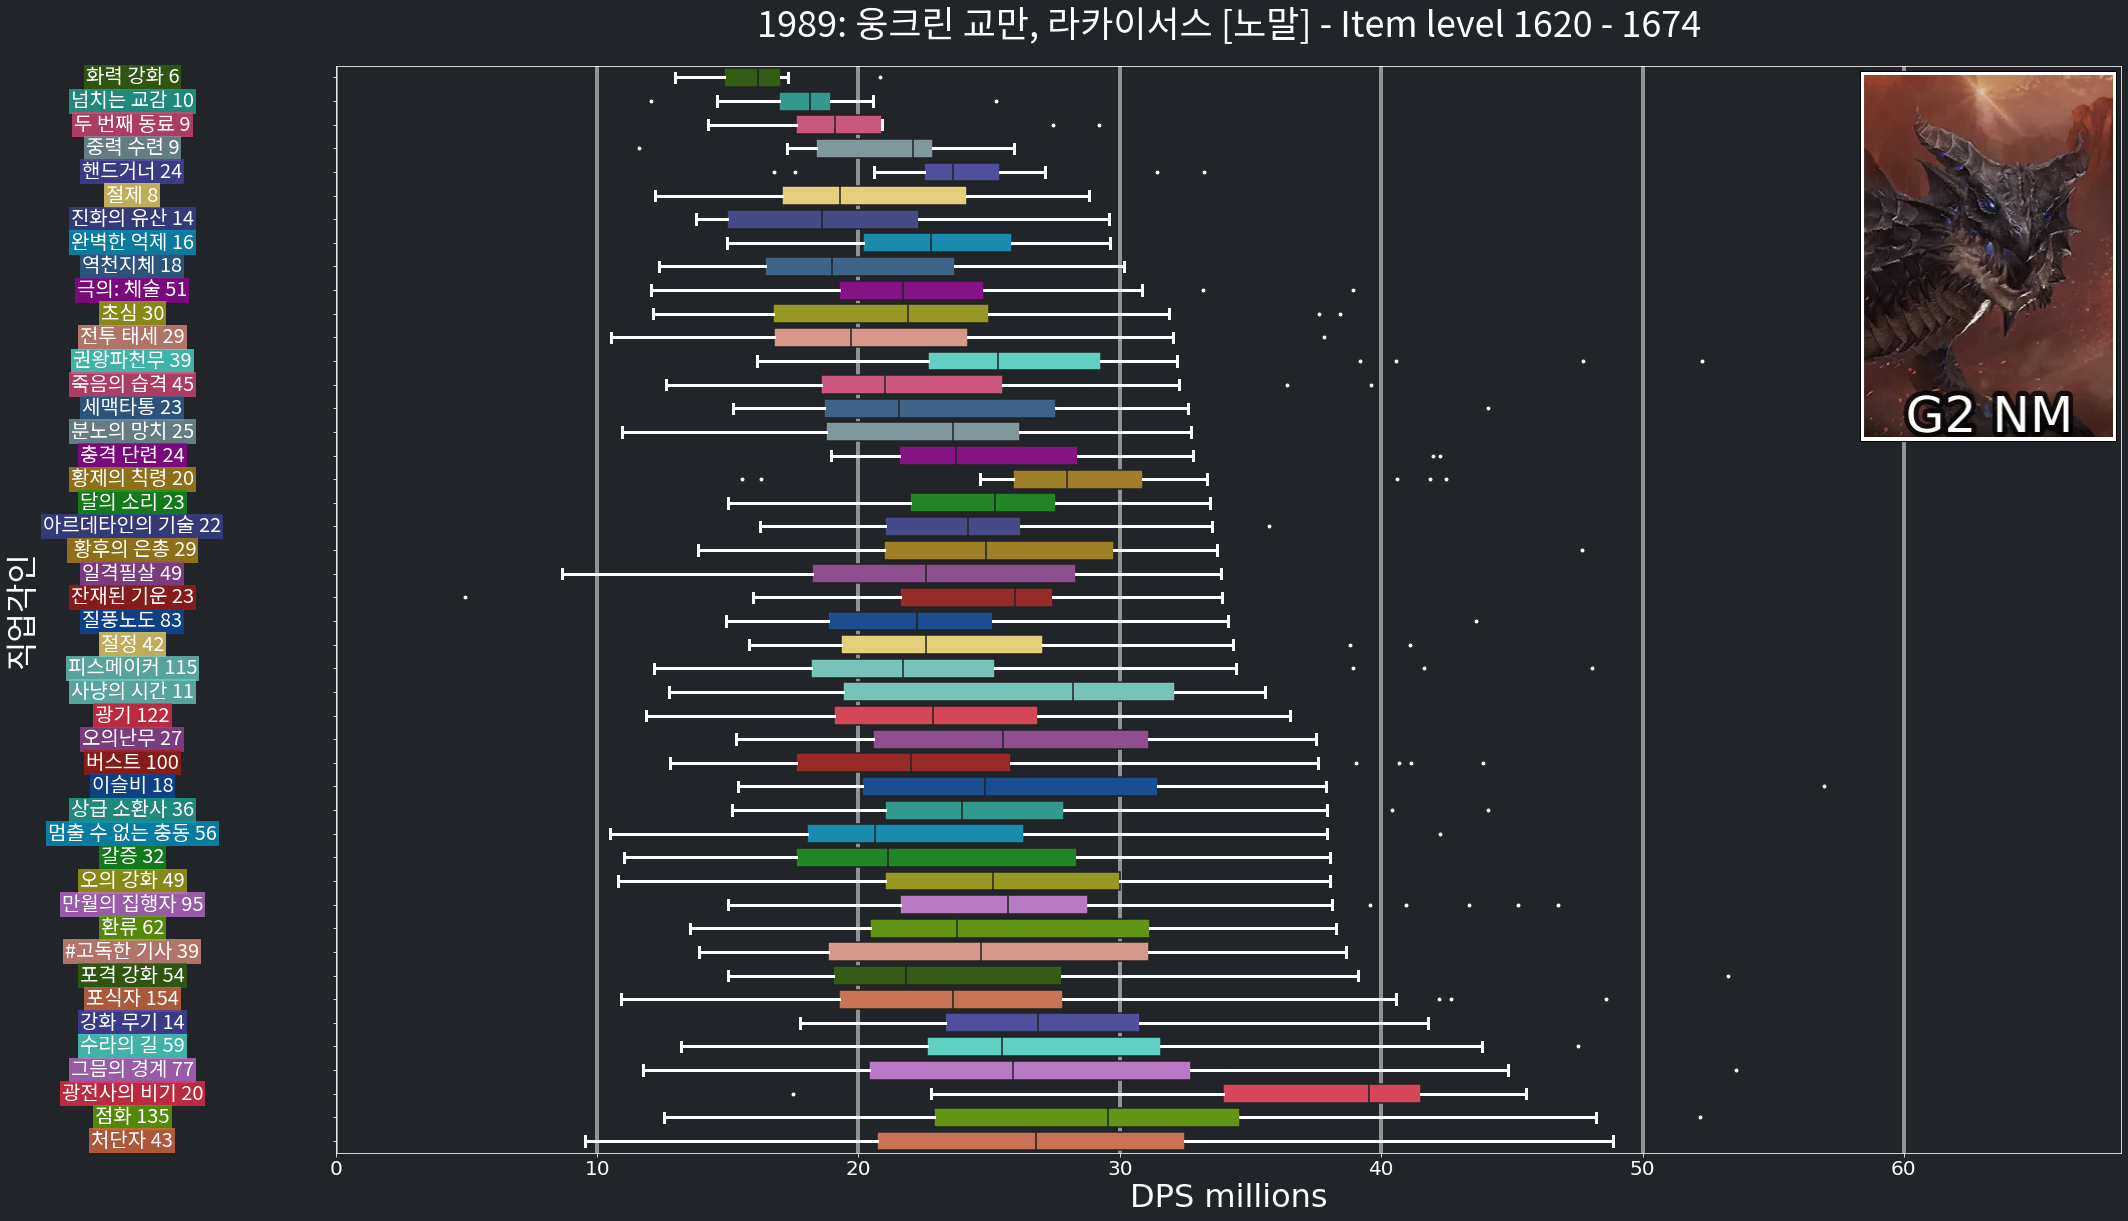 1989: 웅크린 교만, 라카이서스 [노말] - Item level 1620 - 1674
화력 강화 6
넘치는 교감 10
두 번째 동료 9
중력 수련 9
핸드거너 24
절제 8
진화의 유산 14
완벽한 억제 16
역천지체 18
극의: 체술 51
초심 30
전투 태세 29
권왕파천무 39
죽음의 습격 45
세맥타통 23
분노의 망치 25
충격 단련 24
황제의 칙령 20
달의 소리 23
아르데타인의 기술 22
황후의 은총 29
일격필살 49
잔재된 기운 23
질풍노도 83
절정 42
피스메이커 115
사냥의 시간 11
광기 122
오의난무 27
버스트 100
이슬비 18
상급 소환사 36
멈출 수 없는 충동 56
갈증 32
오의 강화 49
만월의 집행자 95
환류 62
#고독한 기사 39
포격 강화 54
포식자 154
강화 무기 14
수라의 길 59
그믐의 경계 77
광전사의 비기 20
점화 135
처단자 43
직업각인
G2 NM
0 10 20 30 40 50 60
DPS millions